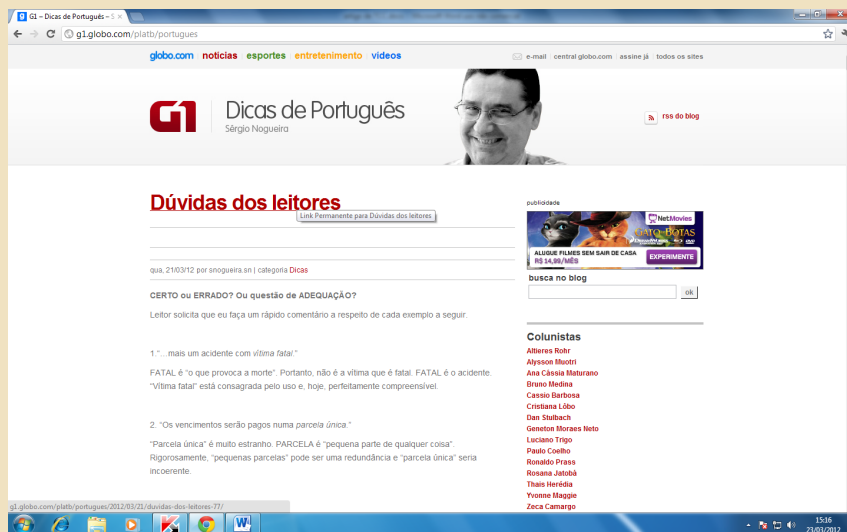 G1 – Dicas de Português – S
g1.globo.com/platb/portugues
globo.com notícias esportes entretenimento vídeos
e-mail central globo.com assine já todos os sites
G1
Dicas de Português
Sérgio Nogueira
rss do blog
Dúvidas dos leitores
Link Permanente para Dúvidas dos leitores
qua, 21/03/12 por snogueira.sn | categoria Dicas
CERTO ou ERRADO? Ou questão de ADEQUAÇÃO?
Leitor solicita que eu faça um rápido comentário a respeito de cada exemplo a seguir.
1."…mais um acidente com vítima fatal."
FATAL é "o que provoca a morte". Portanto, não é a vítima que é fatal. FATAL é o acidente.
"Vítima fatal" está consagrada pelo uso e, hoje, perfeitamente compreensível.
2. "Os vencimentos serão pagos numa parcela única."
"Parcela única" é muito estranho. PARCELA é "pequena parte de qualquer coisa".
Rigorosamente, "pequenas parcelas" pode ser uma redundância e "parcela única" seria
incoerente.
publicidade
NetMovies
GATO BOTAS
ALUGUE FILMES SEM SAIR DE CASA
R$ 14,99/MÊS
EXPERIMENTE
busca no blog
ok
Colunistas
Altieres Rohr
Alysson Muotri
Ana Cássia Maturano
Bruno Medina
Cassio Barbosa
Cristiana Lôbo
Dan Stulbach
Geneton Moraes Neto
Luciano Trigo
Paulo Coelho
Ronaldo Prass
Rosana Jatobá
Thais Herédia
Yvonne Maggie
Zeca Camargo
g1.globo.com/platb/portugues/2012/03/21/duvidas-dos-leitores-77/
15:16
23/03/2012